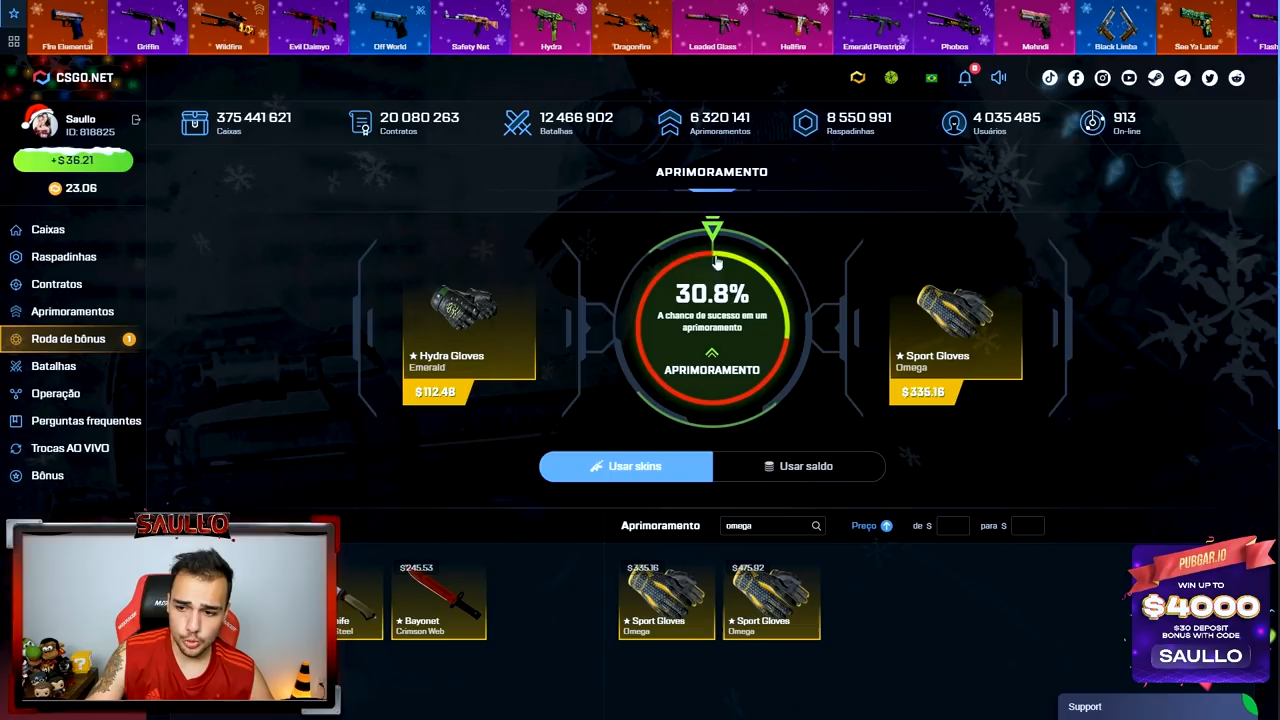 Fire Elemental
Griffin
Wildfire
Evil Daimyo
Off World
Safety Net
Hydra
Dragonfire
Leaded Glass
Hellfire
Emerald Pinstripe
Phobos
Mehndi
Black Limba
See Ya Later
Flash
CSGO.NET
Saullo
ID: 818825
+$36.21
23.06
375 441 621
Caixas
20 080 263
Contratos
12 466 902
Batalhas
6 320 141
Aprimoramentos
8 550 991
Raspadinhas
4 035 485
Usuários
913
On-line
Caixas
Raspadinhas
Contratos
Aprimoramentos
Roda de bônus 1
Batalhas
Operação
Perguntas frequentes
Trocas AO VIVO
Bônus
APRIMORAMENTO
★ Hydra Gloves
Emerald
$112.48
30.8%
A chance de sucesso em um
aprimoramento
APRIMORAMENTO
★ Sport Gloves
Omega
$335.16
Usar skins
Usar saldo
Aprimoramento
omega
Preço
de $
para $
Steel
$245.53
★ Bayonet
Crimson Web
$335.16
★ Sport Gloves
Omega
$475.92
★ Sport Gloves
Omega
SAULLO
PUBGAR.IO
WIN UP TO
$4000
$30 DEPOSIT
BONUS WITH CODE
SAULLO
Support